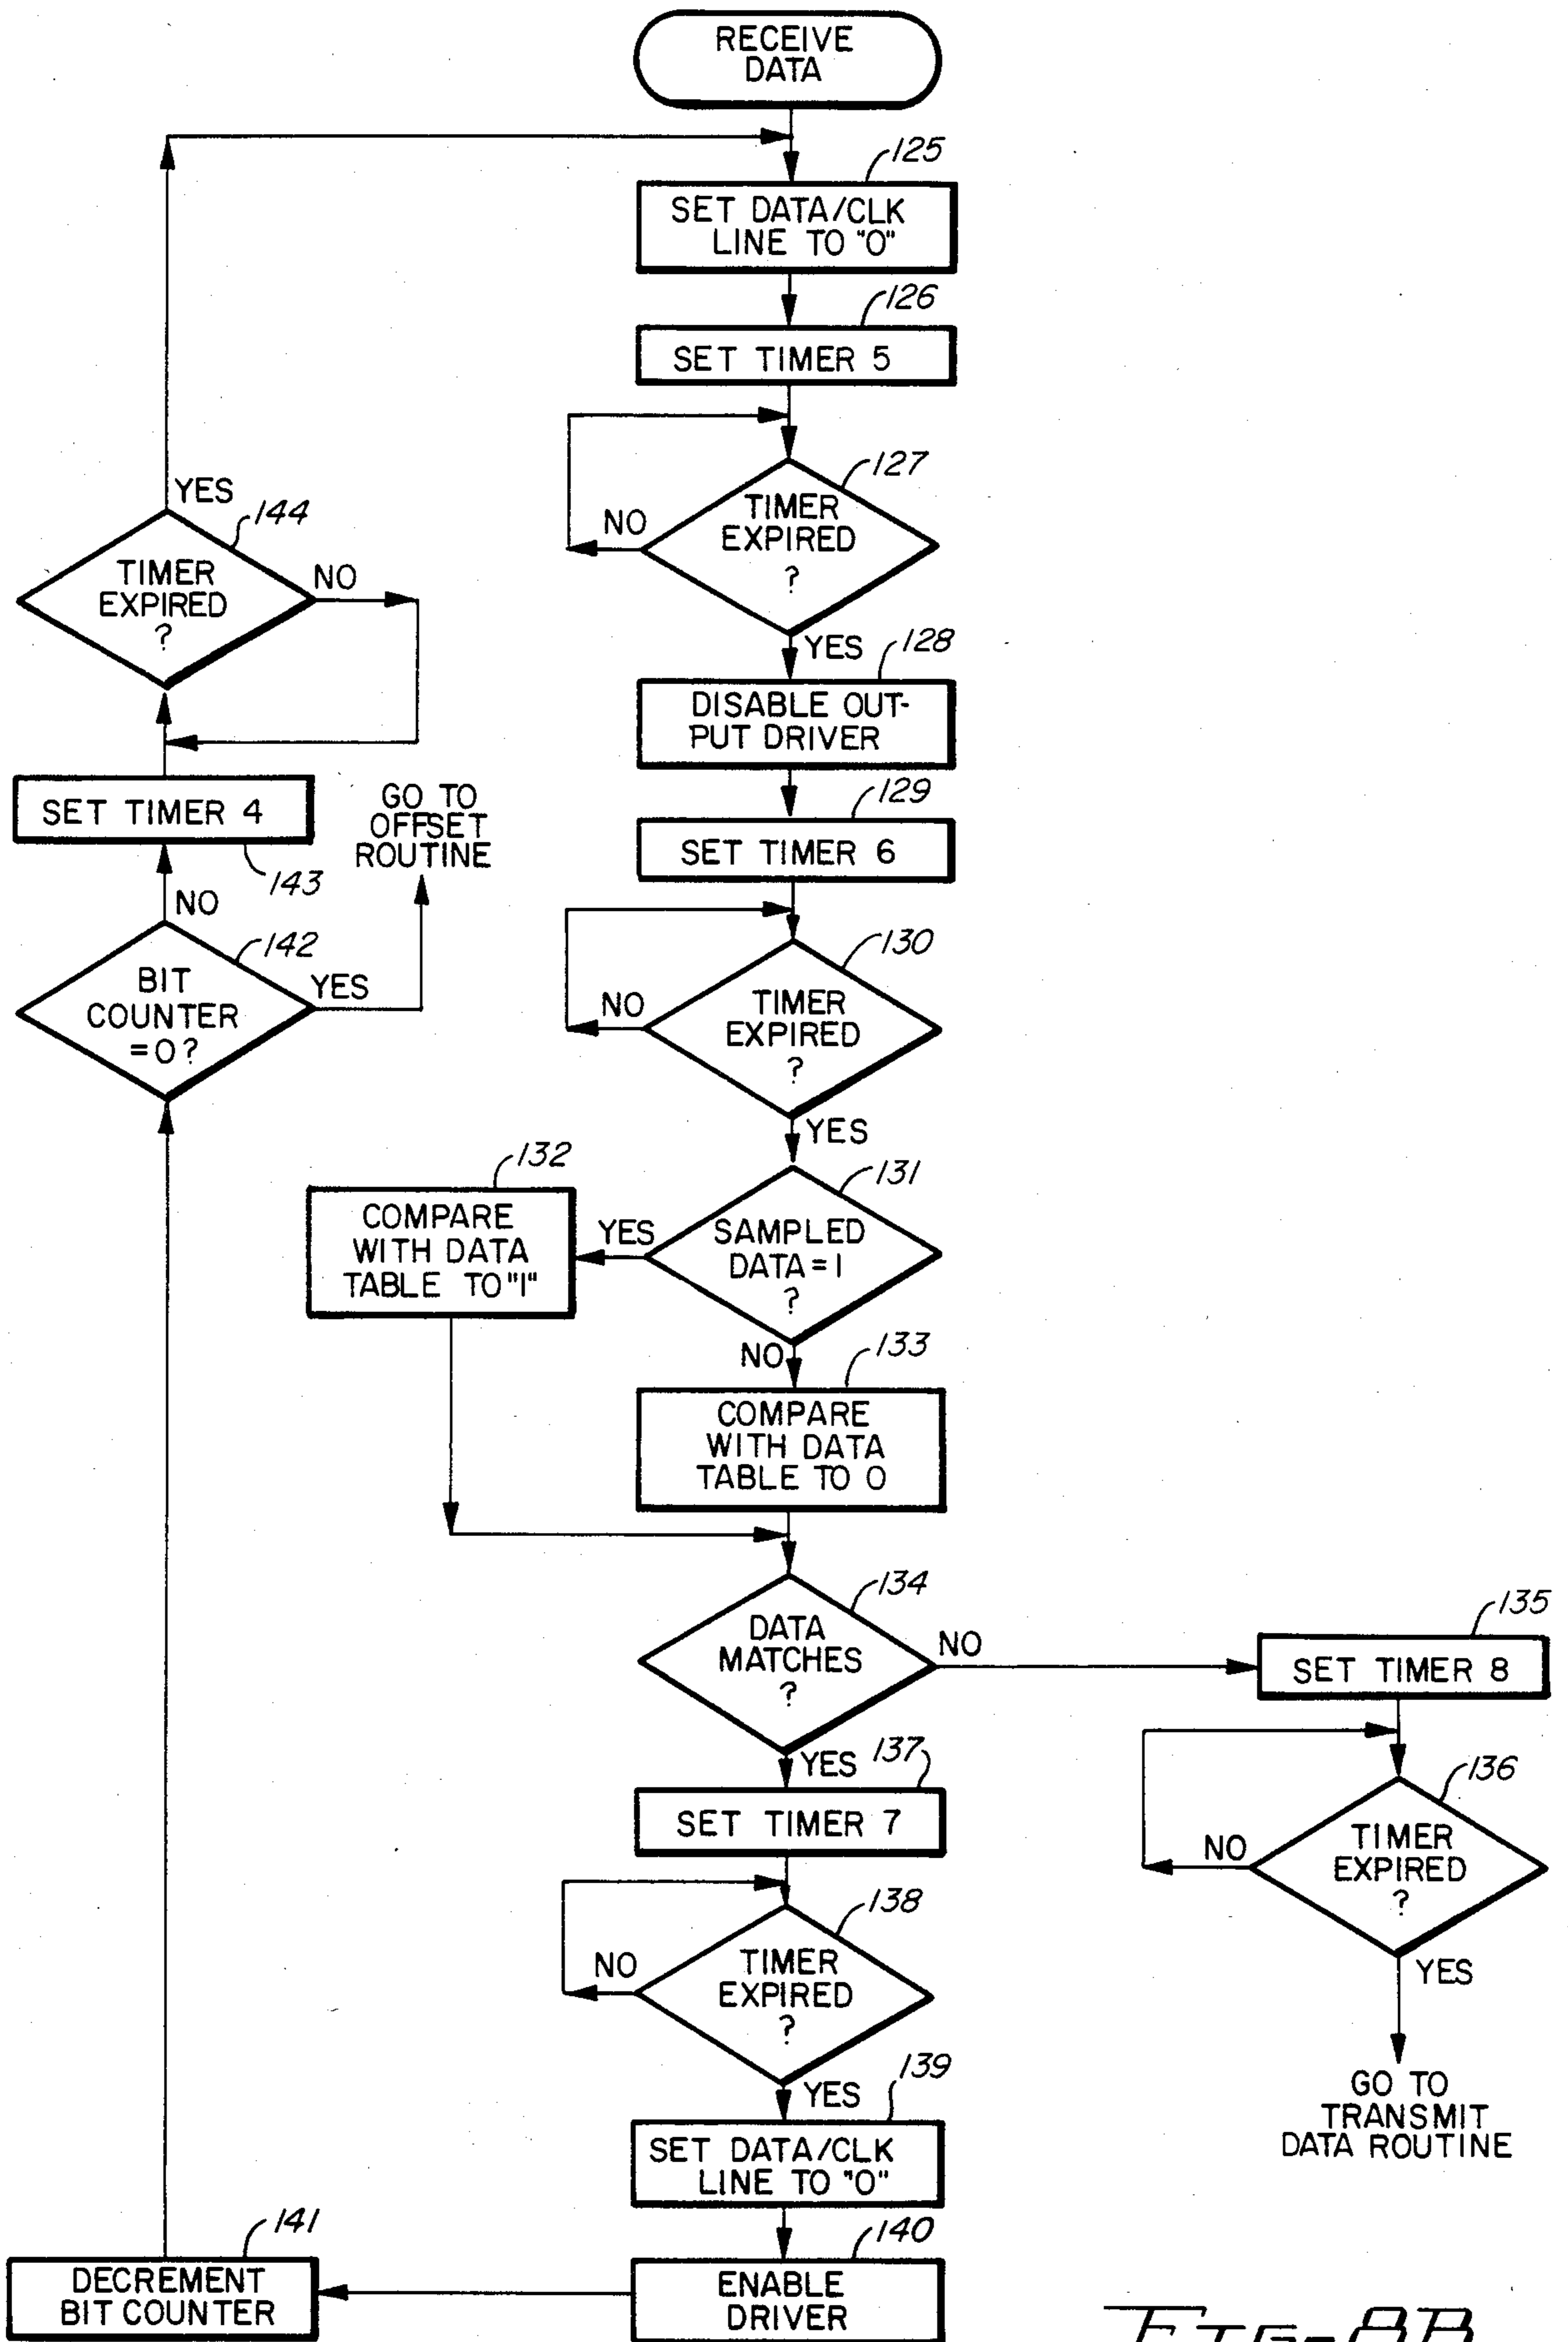 RECEIVE
DATA
125
SET DATA/CLK
LINE TO "0"
126
SET TIMER 5
127
TIMER
EXPIRED
?
NO
YES
128
DISABLE OUT-
PUT DRIVER
129
SET TIMER 6
130
TIMER
EXPIRED
?
NO
YES
131
SAMPLED
DATA = 1
?
YES
132
COMPARE
WITH DATA
TABLE TO "1"
NO
133
COMPARE
WITH DATA
TABLE TO 0
134
DATA
MATCHES
?
NO
135
SET TIMER 8
136
TIMER
EXPIRED
?
NO
YES
GO TO
TRANSMIT
DATA ROUTINE
YES
137
SET TIMER 7
138
TIMER
EXPIRED
?
NO
YES
139
SET DATA/CLK
LINE TO "0"
140
ENABLE
DRIVER
141
DECREMENT
BIT COUNTER
142
BIT
COUNTER
= 0 ?
YES
GO TO
OFFSET
ROUTINE
NO
143
SET TIMER 4
144
TIMER
EXPIRED
?
NO
YES
FIG-8B